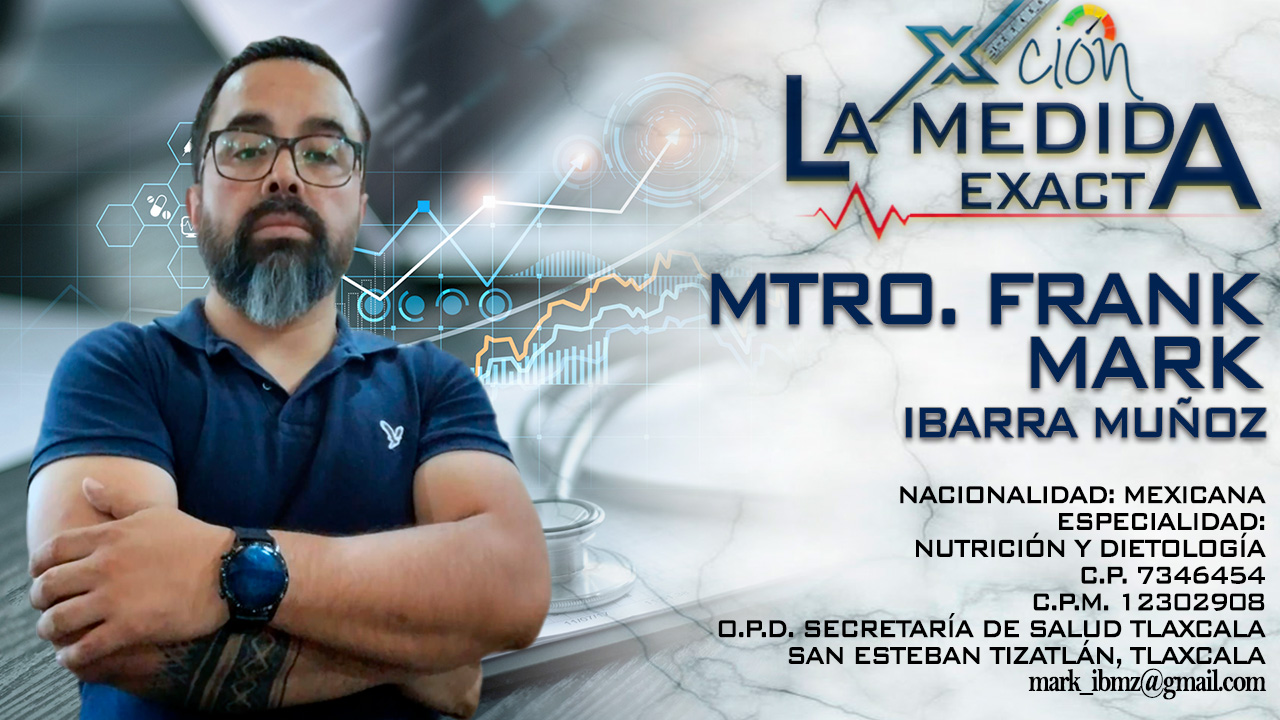 Xción
LA MEDIDA
EXACTA
MTRO. FRANK
MARK
IBARRA MUÑOZ
NACIONALIDAD: MEXICANA
ESPECIALIDAD:
NUTRICIÓN Y DIETOLOGÍA
C.P. 7346454
C.P.M. 12302908
O.P.D. SECRETARÍA DE SALUD TLAXCALA
SAN ESTEBAN TIZATLÁN, TLAXCALA
mark_ibmz@gmail.com